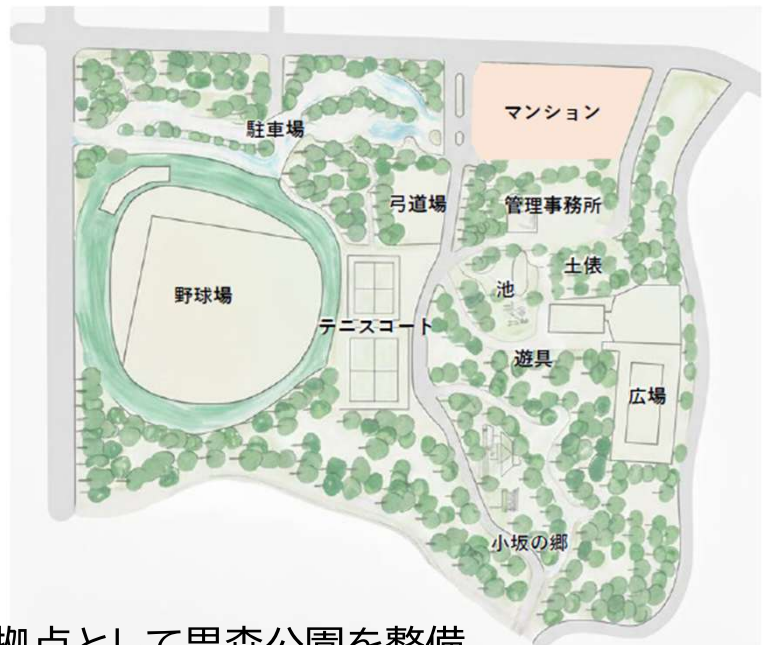 マンション
駐車場
弓道場
管理事務所
土俵
池
野球場
テニスコート
遊具
広場
小坂の郷
拠点として思森公園を整備